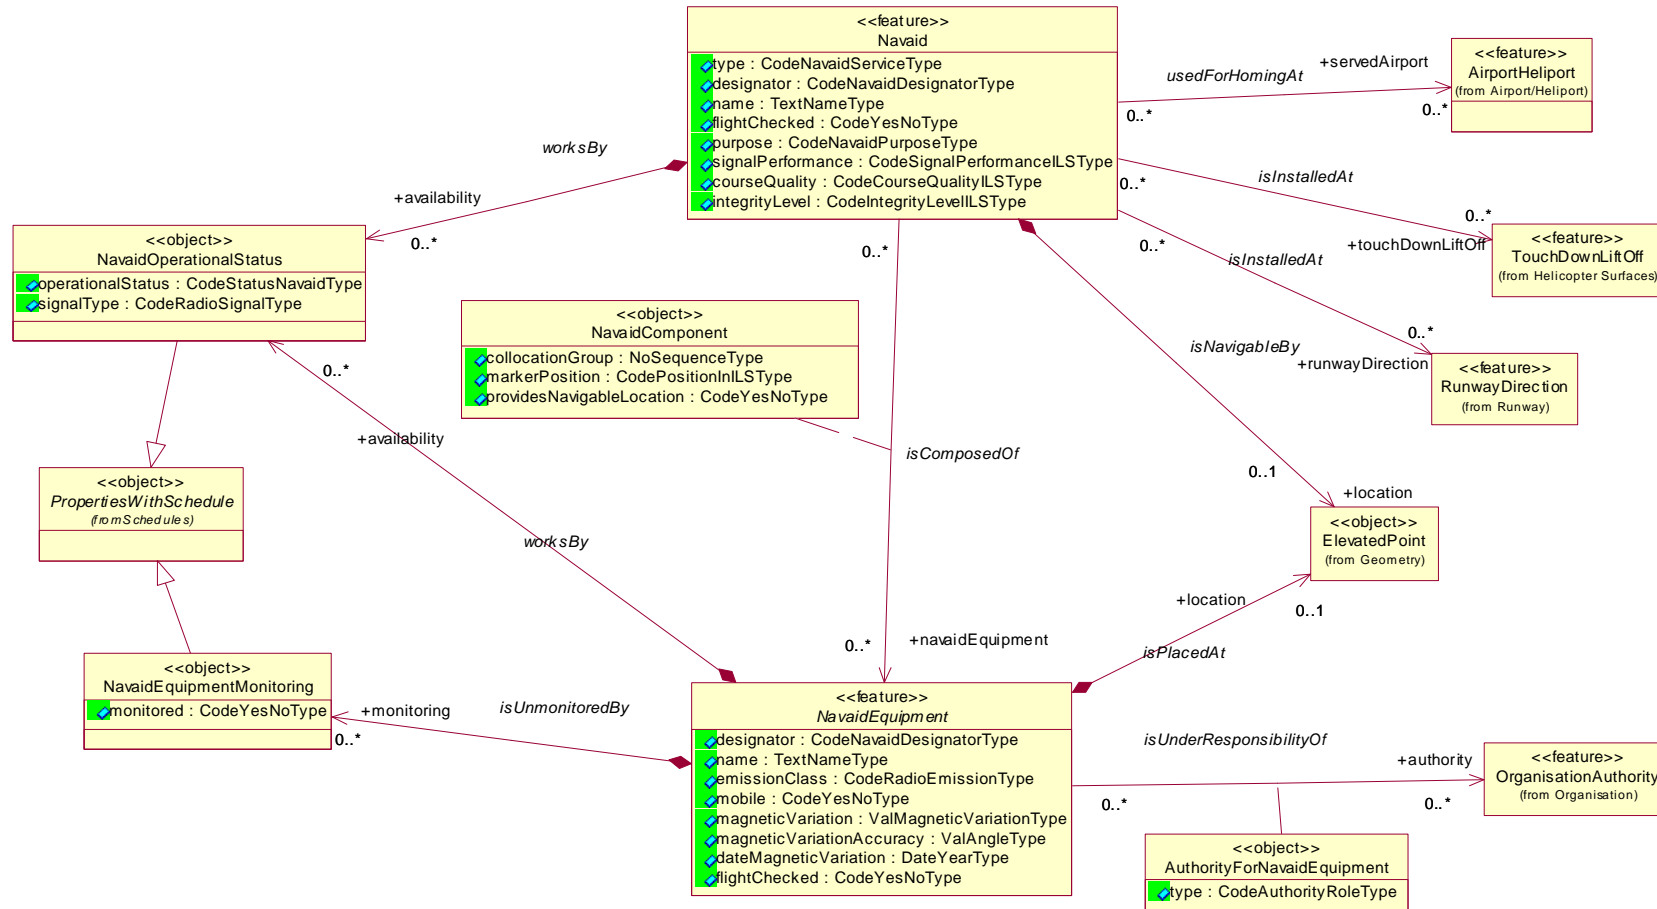 <<feature>>
Navaid
type : CodeNavaidServiceType
designator : CodeNavaidDesignatorType
name : TextNameType
flightChecked : CodeYesNoType
purpose : CodeNavaidPurposeType
signalPerformance : CodeSignalPerformanceILSType
courseQuality : CodeCourseQualityILSType
integrityLevel : CodeIntegrityLevelILSType
usedForHomingAt
+servedAirport
0..*
0..*
<<feature>>
AirportHeliport
(from Airport/Heliport)
worksBy
+availability
0..*
isInstalledAt
0..*
0..*
+touchDownLiftOff
<<feature>>
TouchDownLiftOff
(from Helicopter Surfaces)
<<object>>
NavaidOperationalStatus
operationalStatus : CodeStatusNavaidType
signalType : CodeRadioSignalType
0..*
0..*
isInstalledAt
0..*
+runwayDirection
<<feature>>
RunwayDirection
(from Runway)
<<object>>
NavaidComponent
collocationGroup : NoSequenceType
markerPosition : CodePositionInILSType
providesNavigableLocation : CodeYesNoType
isNavigableBy
0..1
+location
0..*
+availability
isComposedOf
<<object>>
PropertiesWithSchedule
(from Schedules)
worksBy
<<object>>
ElevatedPoint
(from Geometry)
+location
0..1
isPlacedAt
0..*
+navaidEquipment
<<object>>
NavaidEquipmentMonitoring
monitored : CodeYesNoType
+monitoring
0..*
isUnmonitoredBy
<<feature>>
NavaidEquipment
designator : CodeNavaidDesignatorType
name : TextNameType
emissionClass : CodeRadioEmissionType
mobile : CodeYesNoType
magneticVariation : ValMagneticVariationType
magneticVariationAccuracy : ValAngleType
dateMagneticVariation : DateYearType
flightChecked : CodeYesNoType
isUnderResponsibilityOf
+authority
0..*
0..*
<<feature>>
OrganisationAuthority
(from Organisation)
<<object>>
AuthorityForNavaidEquipment
type : CodeAuthorityRoleType